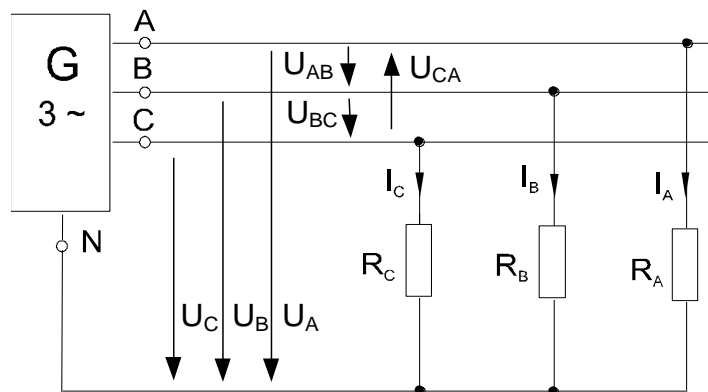 A
G
3 ~
B
C
N
U_AB
U_CA
U_BC
I_C
I_B
I_A
R_C
R_B
R_A
U_C
U_B
U_A